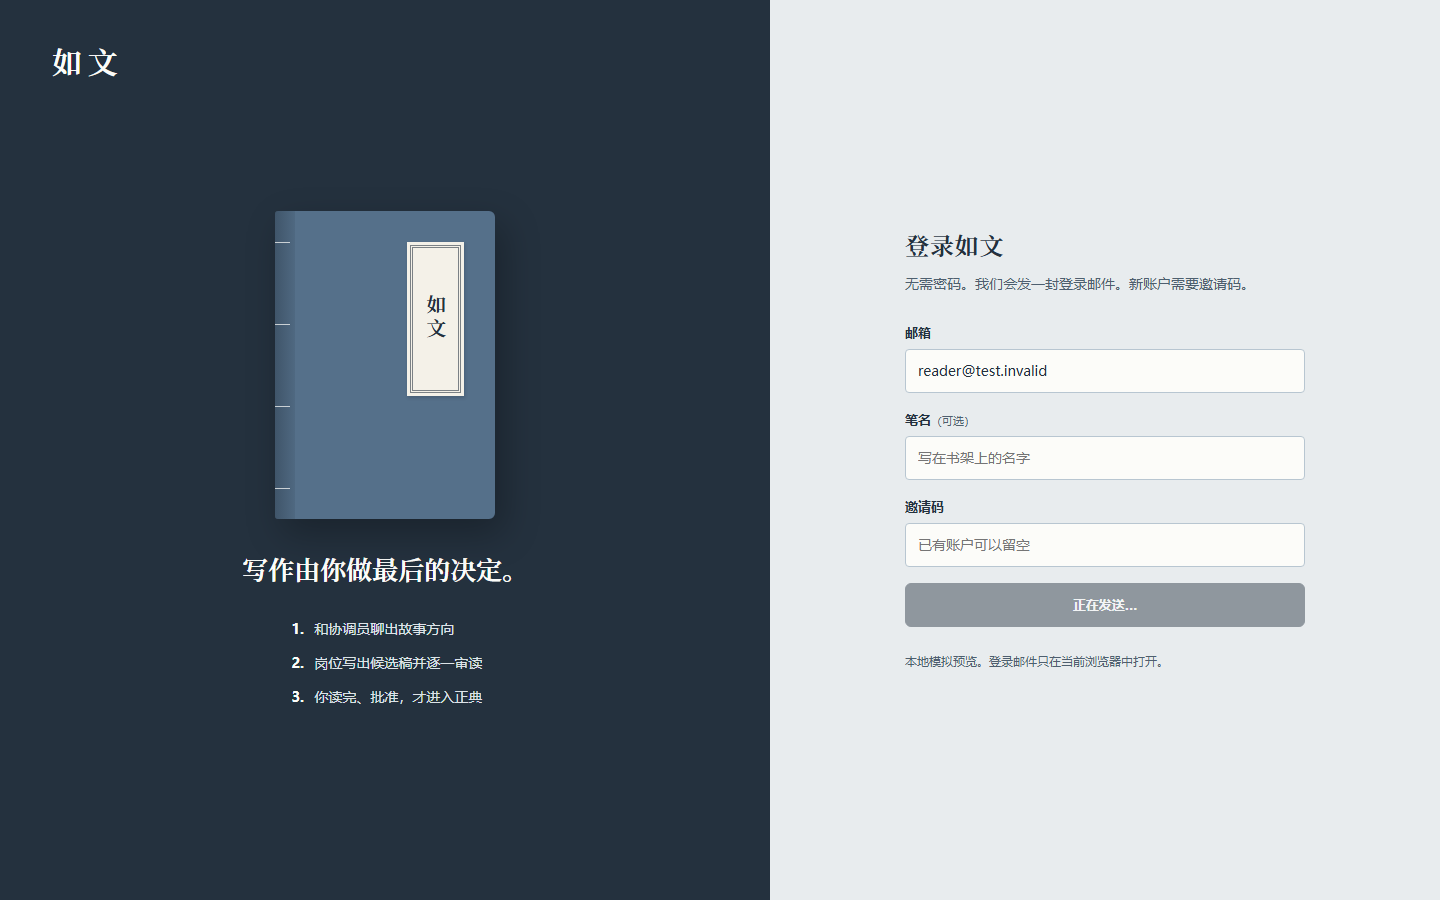 如文
如文
写作由你做最后的决定。
1. 和协调员聊出故事方向
2. 岗位写出候选稿并逐一审读
3. 你读完、批准，才进入正典
登录如文
无需密码。我们会发一封登录邮件。新账户需要邀请码。
邮箱
reader@test.invalid
笔名（可选）
写在书架上的名字
邀请码
已有账户可以留空
正在发送...
本地模拟预览。登录邮件只在当前浏览器中打开。